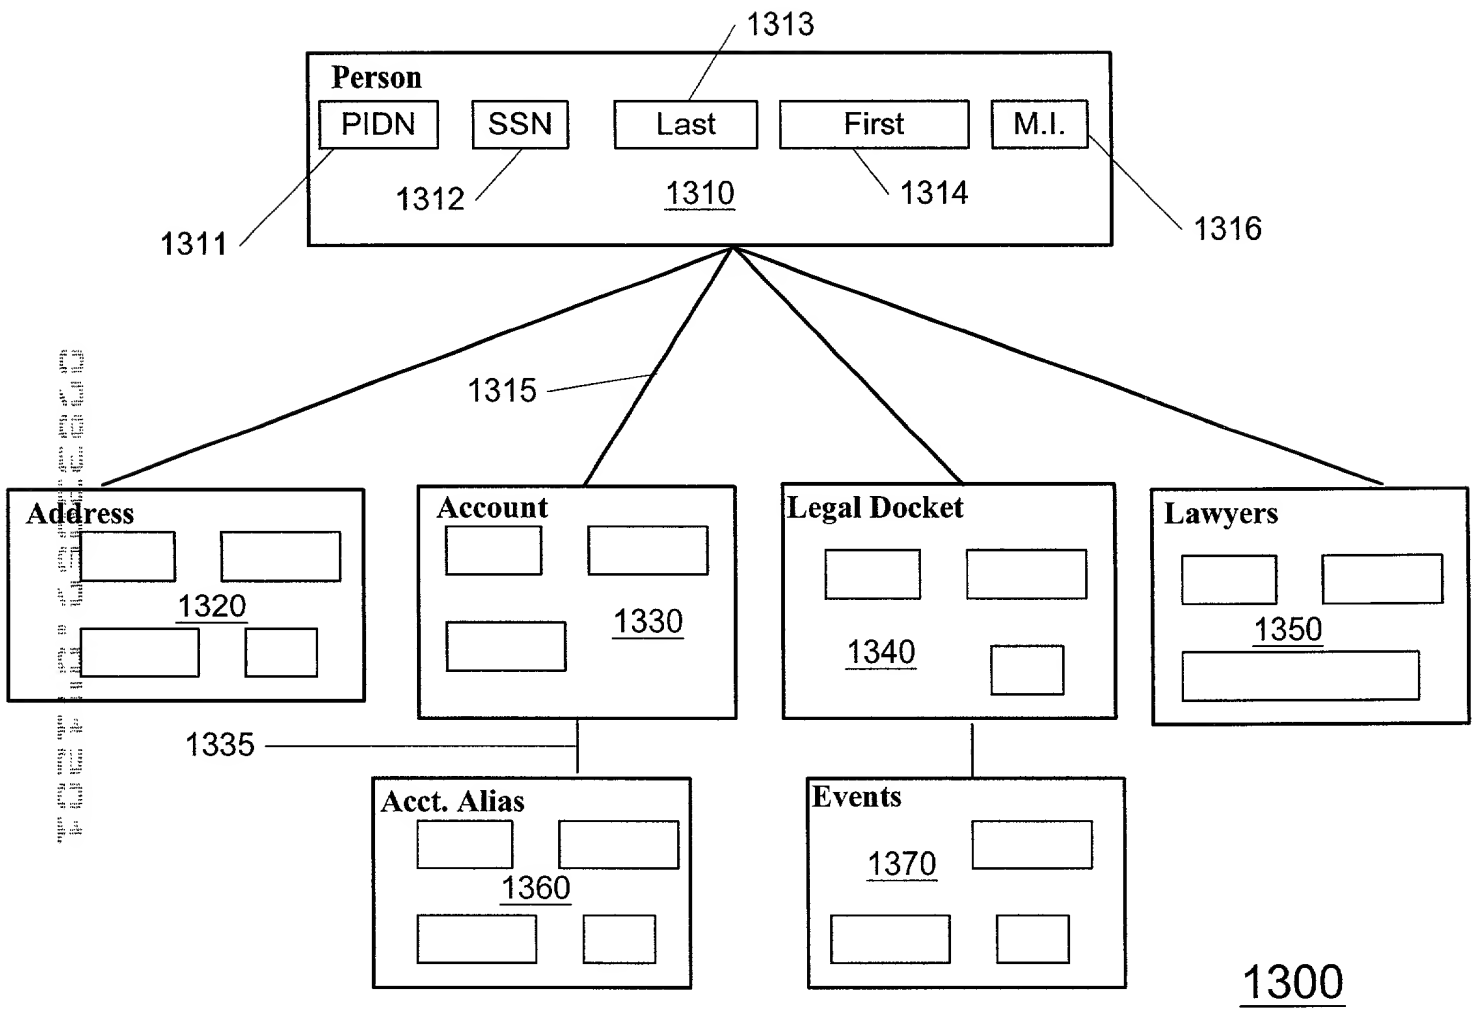 1313
Person
PIDN SSN Last First M.I.
1312 1310 1314
1311 1316
1315
Address Account Legal Docket Lawyers
1320 1330 1340 1350
1335
Acct. Alias Events
1360 1370
1300